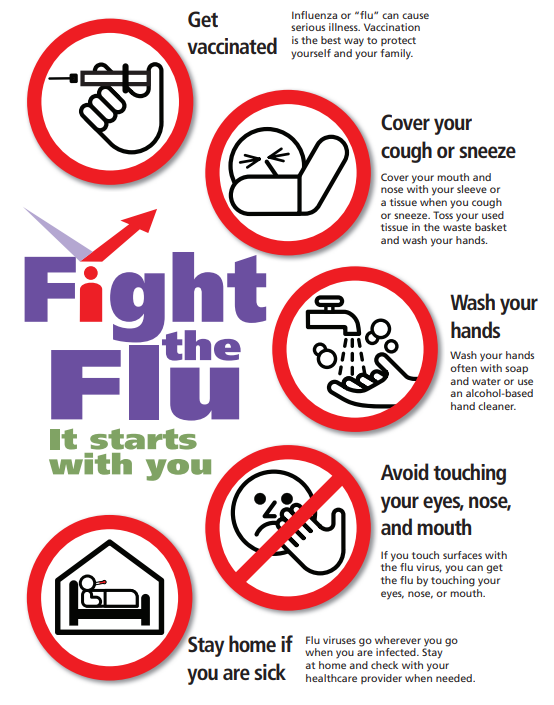 Get
vaccinated
Influenza or “flu” can cause
serious illness. Vaccination
is the best way to protect
yourself and your family.
Cover your
cough or sneeze
Cover your mouth and
nose with your sleeve or
a tissue when you cough
or sneeze. Toss your used
tissue in the waste basket
and wash your hands.
Fight
the
Flu
It starts
with you
Wash your
hands
Wash your hands
often with soap
and water or use
an alcohol-based
hand cleaner.
Avoid touching
your eyes, nose,
and mouth
If you touch surfaces with
the flu virus, you can get
the flu by touching your
eyes, nose, or mouth.
Stay home if
you are sick
Flu viruses go wherever you go
when you are infected. Stay
at home and check with your
healthcare provider when needed.